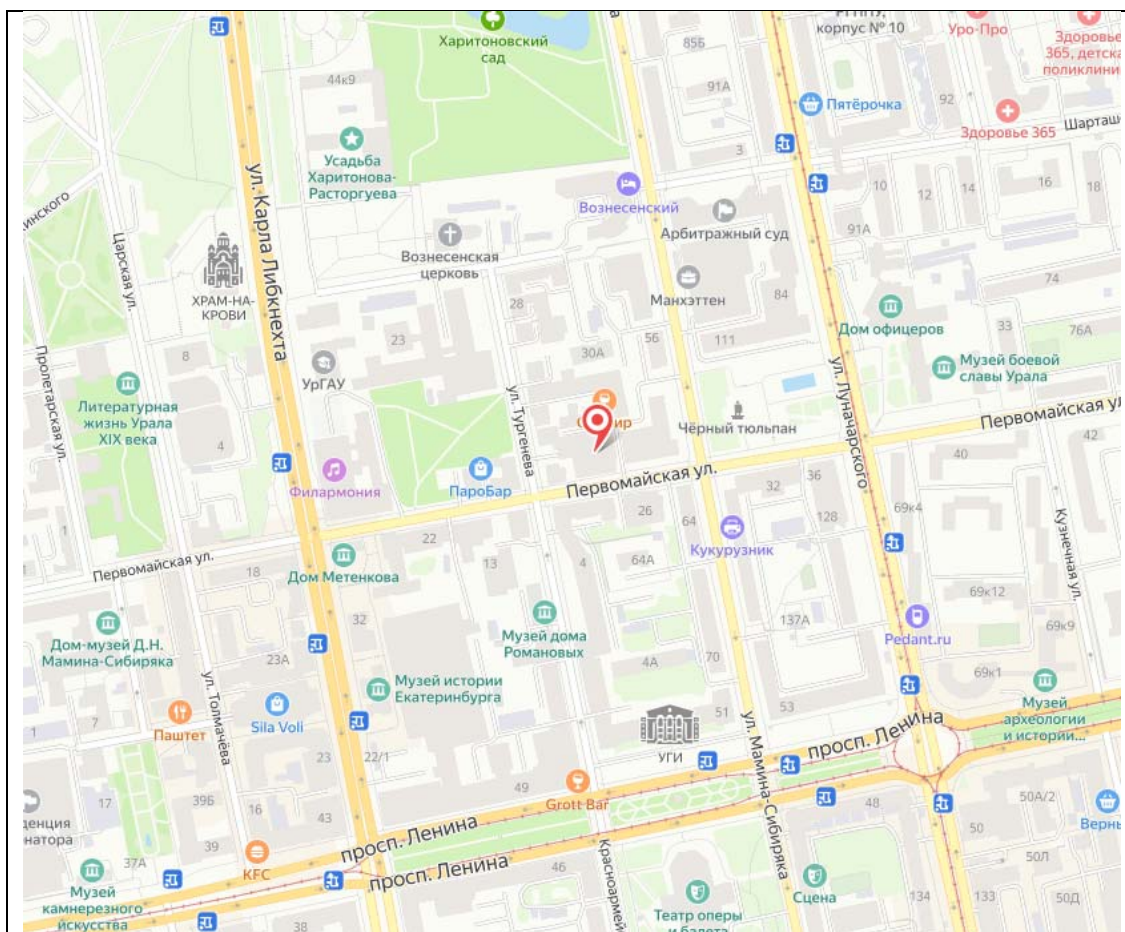 Харитоновский
сад
44к9
85Б
корпус № 10
Уро-Про
Здоровье
365, детска
поликлини
91А
92
Пятёрочка
Здоровье 365
Шарташ
Усадьба
Харитонова-
Расторгуева
ул. Карла Либкнехта
3
Вознесенский
10
12
14
16
18
инского
Царская ул.
Вознесенская
церковь
Арбитражный суд
91А
ХРАМ-НА-
КРОВИ
28
Манхэттен
84
74
Дом офицеров
33
76А
8
УрГАУ
23
30А
56
111
Музей боевой
славы Урала
Пролетарская ул.
Литературная
жизнь Урала
XIX века
4
ул. Тургенева
Чёрный тюльпан
ул. Луначарского
Первомайская ул
Филармония
ПароБар
Первомайская ул.
32
36
40
42
69к4
1
22
26
64
128
Кукурузник
Кузнечная ул.
Первомайская ул.
18
Дом Метенкова
13
4
64А
69к12
Дом-музей Д.Н.
Мамина-Сибиряка
32
Музей дома
Романовых
137А
Pedant.ru
69к9
23А
ул. Толмачёва
Музей истории
Екатеринбурга
4А
70
69к1
7
1
Паштет
Sila Voli
51
53
Музей
археологии
и истории...
УГИ
ул. Мамина-Сибиряка
просп. Ленина
23
22/1
17
39Б
16
43
49
Grott Bar
48
50А/2
денция
натора
39
просп. Ленина
50
Верны
37А
KFC
просп. Ленина
46
Красноармей
50Л
Музей
камнерезного
искусства
38
Театр оперы
и балета
Сцена
134
133
50Д